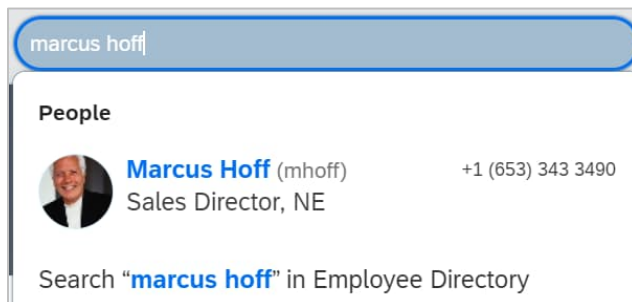 marcus hoff
People
Marcus Hoff (mhoff) +1 (653) 343 3490
Sales Director, NE
Search “marcus hoff” in Employee Directory